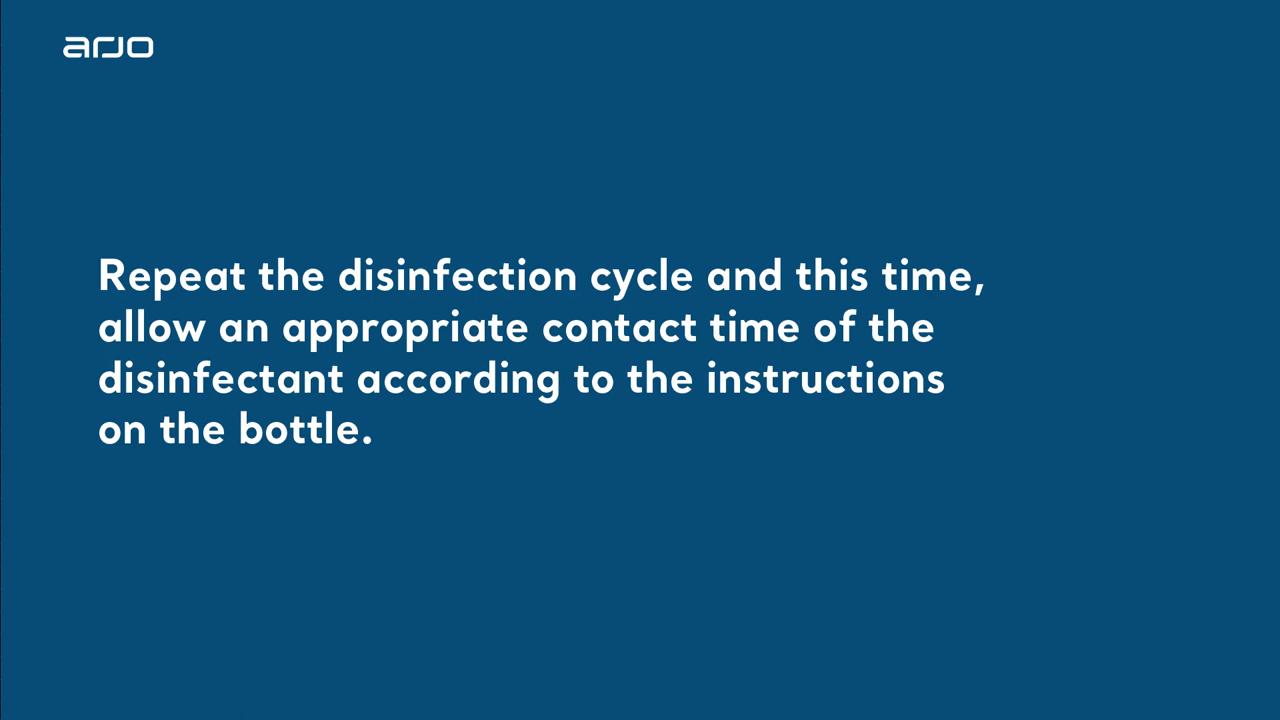 arjo
Repeat the disinfection cycle and this time,
allow an appropriate contact time of the
disinfectant according to the instructions
on the bottle.